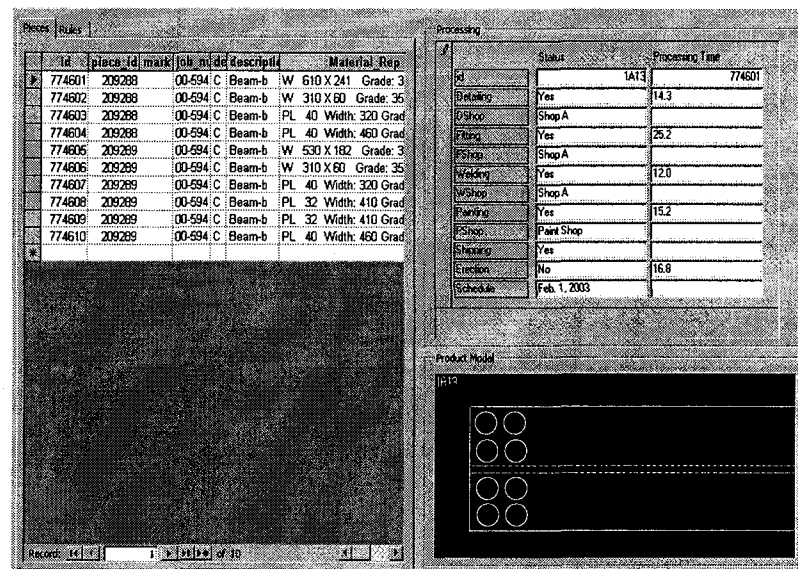 Pieces Rules
Id piece_id mark job_nu de descriptio Material_Rep
774601 209288 00-594 C Beam-b W 610 X 241 Grade: 3
774602 209288 00-594 C Beam-b W 310 X 60 Grade: 35
774603 209288 00-594 C Beam-b PL 40 Width: 320 Grad
774604 209288 00-594 C Beam-b PL 40 Width: 460 Grad
774605 209289 00-594 C Beam-b W 530 X 182 Grade: 3
774606 209289 00-594 C Beam-b W 310 X 60 Grade: 35
774607 209289 00-594 C Beam-b PL 40 Width: 320 Grad
774608 209289 00-594 C Beam-b PL 32 Width: 410 Grad
774609 209289 00-594 C Beam-b PL 32 Width: 410 Grad
774610 209289 00-594 C Beam-b PL 40 Width: 460 Grad
Record: 1 of 10
Processing
Status Processing Time
id 1A13 774601
Detailing Yes 14.3
DShop Shop A
Fitting Yes 25.2
FShop Shop A
Welding Yes 12.0
WShop Shop A
Painting Yes 15.2
PShop Paint Shop
Shipping Yes
Erection No 16.8
Schedule Feb. 1, 2003
Product Model
1A13